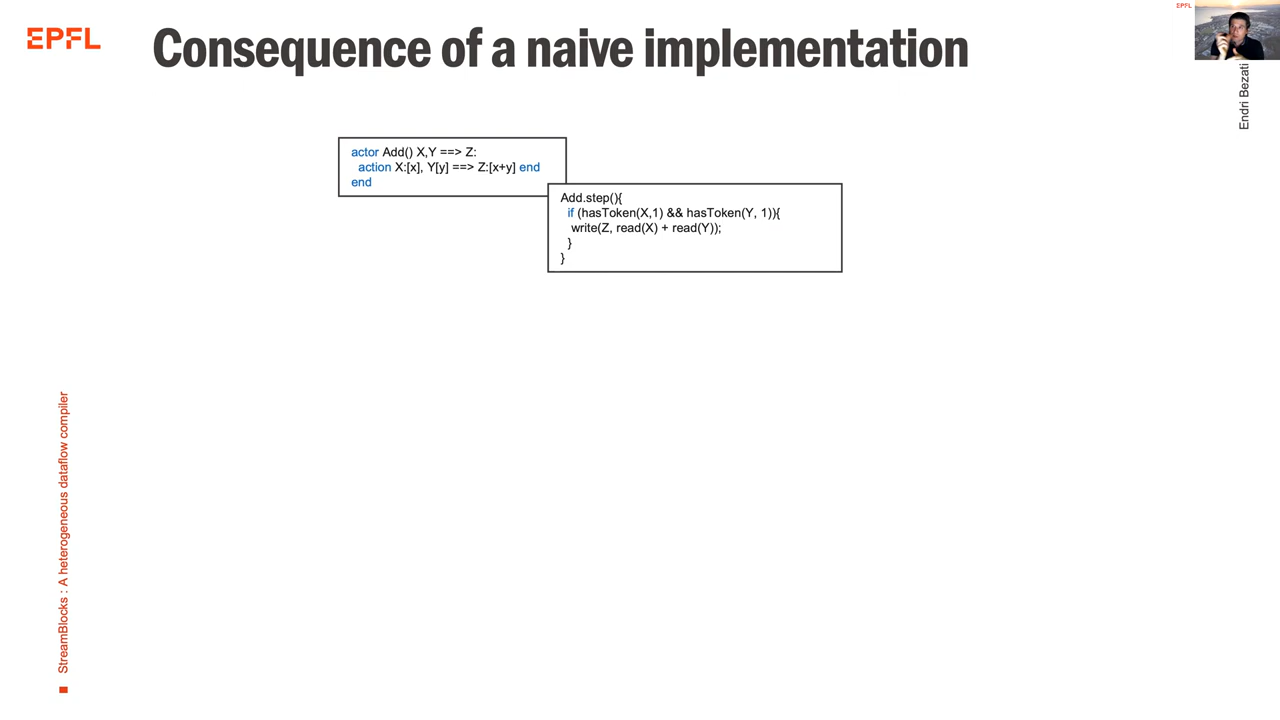 EPFL
Consequence of a naive implementation
EPFL
Endri Bezati
actor Add() X,Y ==> Z:
action X:[x], Y[y] ==> Z:[x+y] end
end
Add.step(){
if (hasToken(X,1) && hasToken(Y, 1)){
write(Z, read(X) + read(Y));
}
}
StreamBlocks : A heterogeneous dataflow compiler